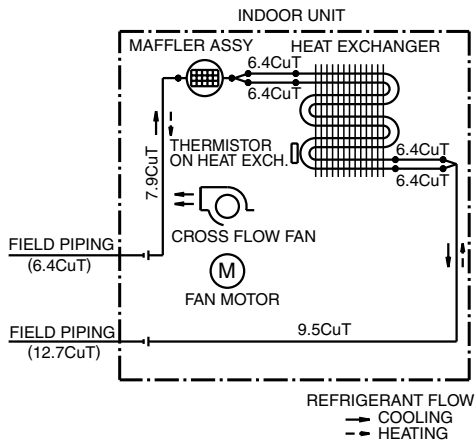 INDOOR UNIT
MAFFLER ASSY
HEAT EXCHANGER
6.4CuT
6.4CuT
7.9CuT
THERMISTOR
ON HEAT EXCH.
6.4CuT
6.4CuT
CROSS FLOW FAN
FIELD PIPING
(6.4CuT)
M
FAN MOTOR
FIELD PIPING
(12.7CuT)
9.5CuT
REFRIGERANT FLOW
COOLING
HEATING